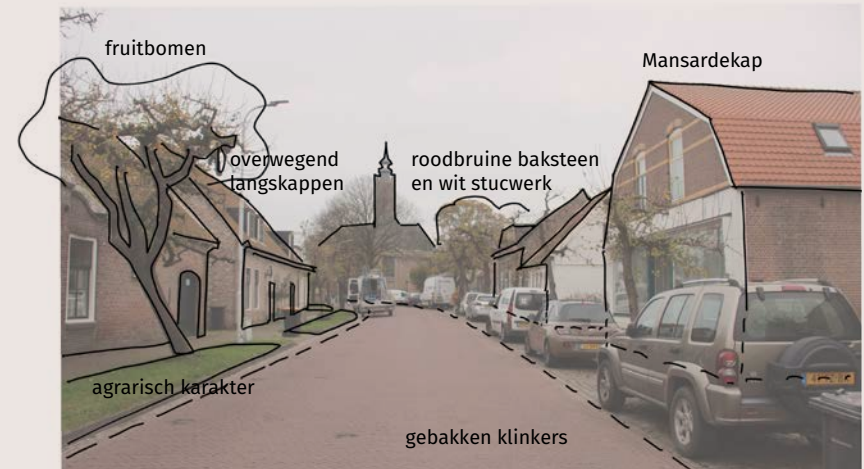 fruitbomen
Mansardekap
overwegend
langskappen
roodbruine baksteen
en wit stucwerk
agrarisch karakter
gebakken klinkers